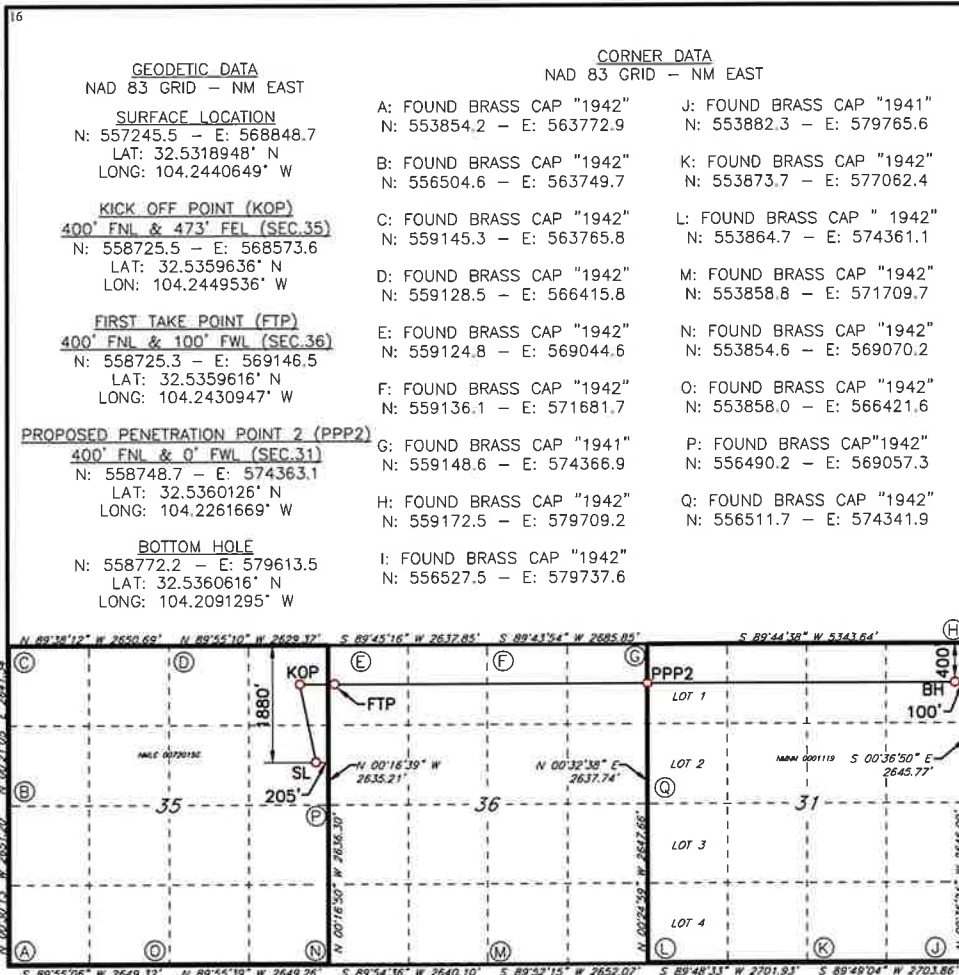 16
GEODETIC DATA
NAD 83 GRID – NM EAST
SURFACE LOCATION
N: 557245.5 – E: 568848.7
LAT: 32.5318948° N
LONG: 104.2440649° W
KICK OFF POINT (KOP)
400' FNL & 473' FEL (SEC.35)
N: 558725.5 – E: 568573.6
LAT: 32.5359636° N
LON: 104.2449536° W
FIRST TAKE POINT (FTP)
400' FNL & 100' FWL (SEC.36)
N: 558725.3 – E: 569146.5
LAT: 32.5359616° N
LONG: 104.2430947° W
PROPOSED PENETRATION POINT 2 (PPP2)
400' FNL & 0' FWL (SEC.31)
N: 558748.7 – E: 574363.1
LAT: 32.5360126° N
LONG: 104.2261669° W
BOTTOM HOLE
N: 558772.2 – E: 579613.5
LAT: 32.5360616° N
LONG: 104.2091295° W
CORNER DATA
NAD 83 GRID – NM EAST
A: FOUND BRASS CAP "1942"
N: 553854.2 – E: 563772.9
B: FOUND BRASS CAP "1942"
N: 556504.6 – E: 563749.7
C: FOUND BRASS CAP "1942"
N: 559145.3 – E: 563765.8
D: FOUND BRASS CAP "1942"
N: 559128.5 – E: 566415.8
E: FOUND BRASS CAP "1942"
N: 559124.8 – E: 569044.6
F: FOUND BRASS CAP "1942"
N: 559136.1 – E: 571681.7
G: FOUND BRASS CAP "1941"
N: 559148.6 – E: 574366.9
H: FOUND BRASS CAP "1942"
N: 559172.5 – E: 579709.2
I: FOUND BRASS CAP "1942"
N: 556527.5 – E: 579737.6
J: FOUND BRASS CAP "1941"
N: 553882.3 – E: 579765.6
K: FOUND BRASS CAP "1942"
N: 553873.7 – E: 577062.4
L: FOUND BRASS CAP " 1942"
N: 553864.7 – E: 574361.1
M: FOUND BRASS CAP "1942"
N: 553858.8 – E: 571709.7
N: FOUND BRASS CAP "1942"
N: 553854.6 – E: 569070.2
O: FOUND BRASS CAP "1942"
N: 553858.0 – E: 566421.6
P: FOUND BRASS CAP"1942"
N: 556490.2 – E: 569057.3
Q: FOUND BRASS CAP "1942"
N: 556511.7 – E: 574341.9
N 89°38'12" W 2650.69' N 89°55'10" W 2629.37' S 89°45'16" W 2637.85' S 89°43'54" W 2685.85' S 89°44'38" W 5343.64'
H
C D KOP E F G PPP2 400'
1880' FTP LOT 1 BH
100'
SL N 00°16'39" W N 00°32'38" E LOT 2 S 00°36'50" E
205' 2635.21' 2637.74' 2645.77'
B 35 P 36 Q 31
LOT 3
N 00°16'50" W 2636.30' N 00°24'59" W 2647.66'
LOT 4
A O N M L K J
S 89°55'06" W 2649.32' N 89°55'19" W 2649.26' S 89°54'36" W 2640.10' S 89°52'15" W 2652.07' S 89°48'33" W 2701.93' S 89°49'04" W 2703.86'